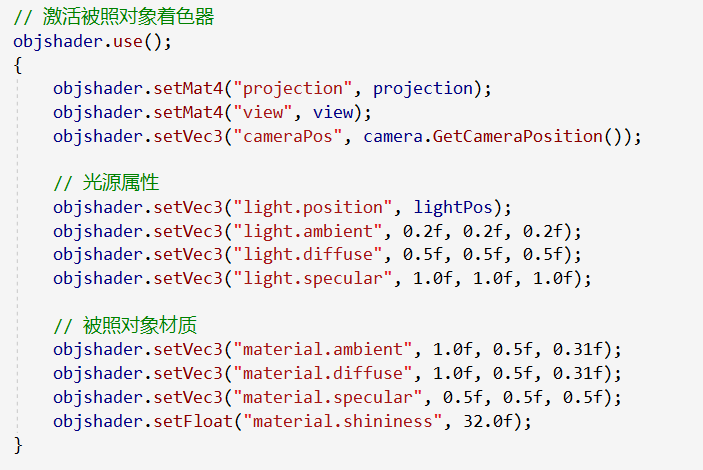 // 激活被照对象着色器
objshader.use();
{
    objshader.setMat4("projection", projection);
    objshader.setMat4("view", view);
    objshader.setVec3("cameraPos", camera.GetCameraPosition());

    // 光源属性
    objshader.setVec3("light.position", lightPos);
    objshader.setVec3("light.ambient", 0.2f, 0.2f, 0.2f);
    objshader.setVec3("light.diffuse", 0.5f, 0.5f, 0.5f);
    objshader.setVec3("light.specular", 1.0f, 1.0f, 1.0f);

    // 被照对象材质
    objshader.setVec3("material.ambient", 1.0f, 0.5f, 0.31f);
    objshader.setVec3("material.diffuse", 1.0f, 0.5f, 0.31f);
    objshader.setVec3("material.specular", 0.5f, 0.5f, 0.5f);
    objshader.setFloat("material.shininess", 32.0f);
}